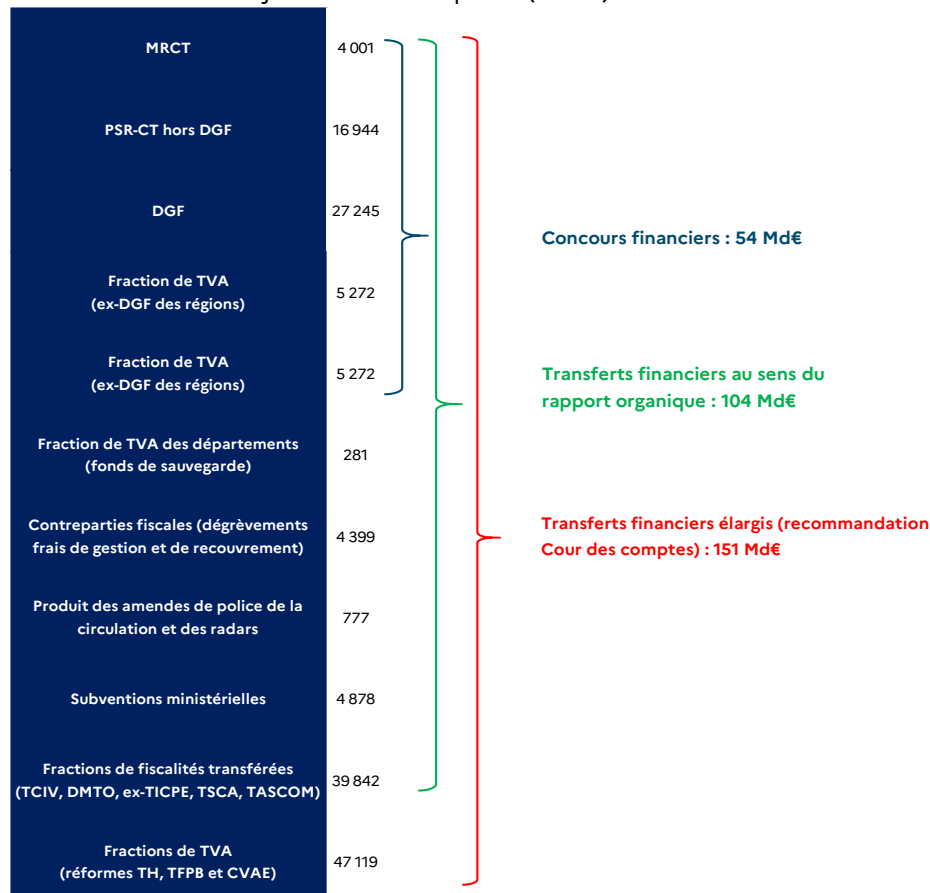 MRCT 4 001
PSR-CT hors DGF 16 944
DGF 27 245
Concours financiers : 54 Md€
Fraction de TVA
(ex-DGF des régions) 5 272
Fraction de TVA
(ex-DGF des régions) 5 272
Transferts financiers au sens du
rapport organique : 104 Md€
Fraction de TVA des départements
(fonds de sauvegarde) 281
Contreparties fiscales (dégrèvements
frais de gestion et de recouvrement) 4 399
Transferts financiers élargis (recommandation
Cour des comptes) : 151 Md€
Produit des amendes de police de la
circulation et des radars 777
Subventions ministérielles 4 878
Fractions de fiscalités transférées
(TCIV, DMTO, ex-TICPE, TSCA, TASCOM) 39 842
Fractions de TVA
(réformes TH, TFPB et CVAE) 47 119